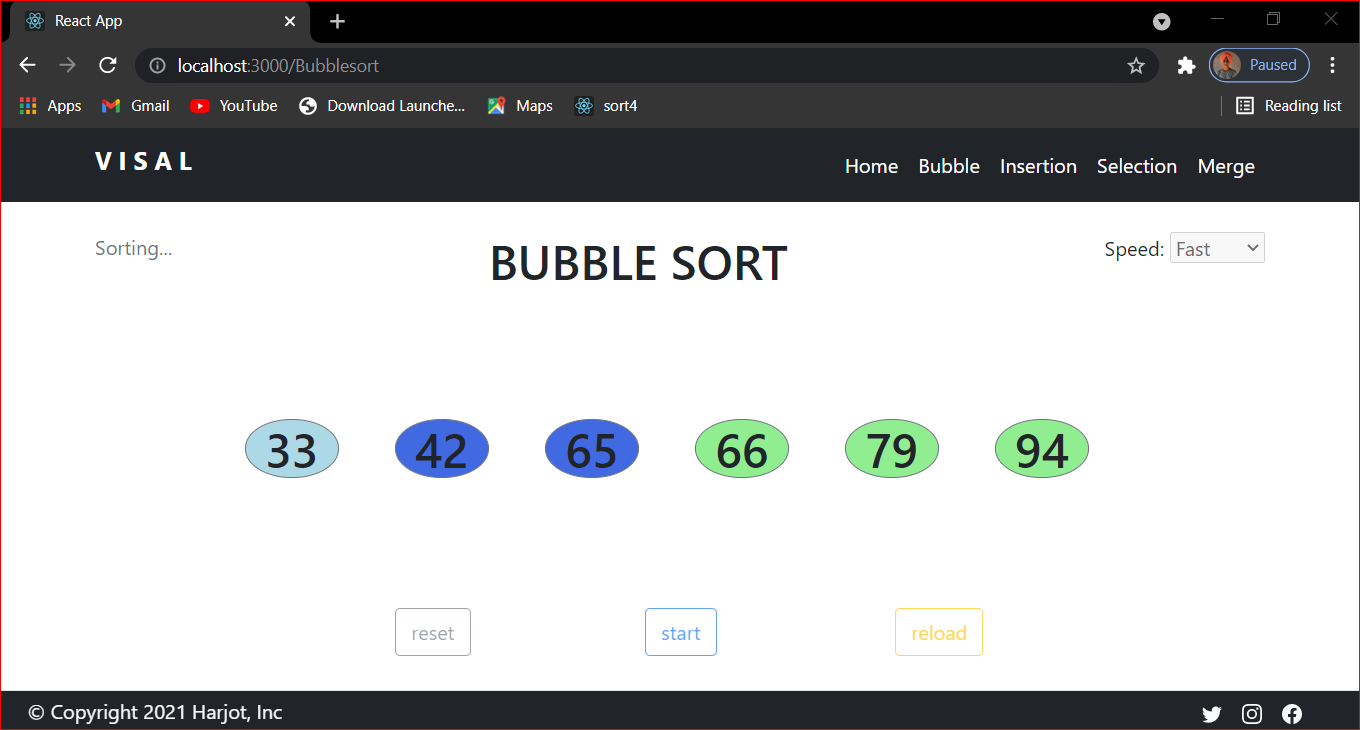 React App
localhost:3000/Bubblesort
Paused
Apps Gmail YouTube Download Launche... Maps sort4 Reading list
VISAL Home Bubble Insertion Selection Merge
Sorting... BUBBLE SORT Speed: Fast
33 42 65 66 79 94
reset start reload
© Copyright 2021 Harjot, Inc